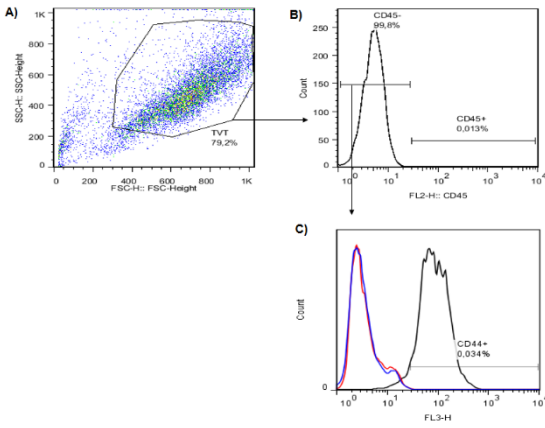 A)
1K
800
600
400
200
0
SSC-H: SSC-Height
TVT
79,2%
0 200 400 600 800 1K
FSC-H:: FSC-Height
B)
CD45-
99,8%
250
200
150
100
50
0
Count
CD45+
0,013%
10^0 10^1 10^2 10^3 10^4
FL2-H:: CD45
C)
Count
CD44+
0,034%
0
10^0 10^1 10^2 10^3 10^4
FL3-H